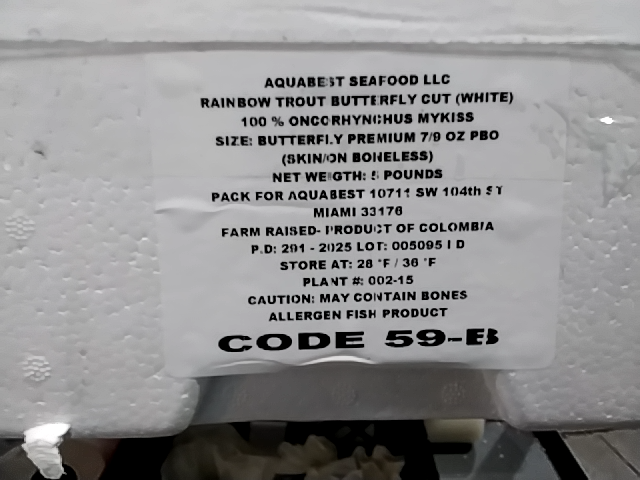 AQUABEST SEAFOOD LLC
RAINBOW TROUT BUTTERFLY CUT (WHITE)
100 % ONCORHYNCHUS MYKISS
SIZE: BUTTERFLY PREMIUM 7/9 OZ PBO
(SKIN/ON BONELESS)
NET WEIGTH: 5 POUNDS
PACK FOR AQUABEST 10711 SW 104th ST
MIAMI 33176
FARM RAISED- PRODUCT OF COLOMBIA
P.D: 291 - 2025 LOT: 005095 I D
STORE AT: 28 °F / 36 °F
PLANT #: 002-15
CAUTION: MAY CONTAIN BONES
ALLERGEN FISH PRODUCT
CODE 59-B